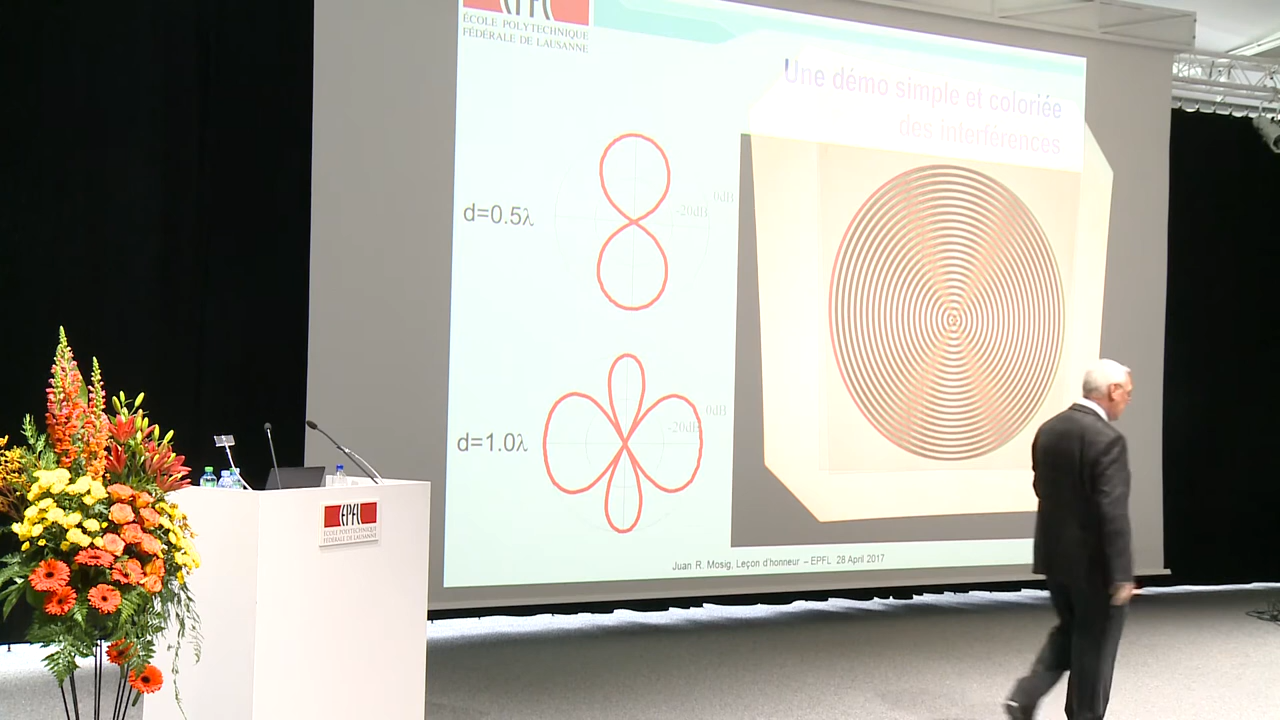 EPFL
ÉCOLE POLYTECHNIQUE
FÉDÉRALE DE LAUSANNE
Une démo simple et coloriée
des interférences
d=0.5λ
0dB
-20dB
d=1.0λ
0dB
-20dB
Juan R. Mosig, Leçon d'honneur – EPFL 28 April 2017
EPFL
ÉCOLE POLYTECHNIQUE
FÉDÉRALE DE LAUSANNE